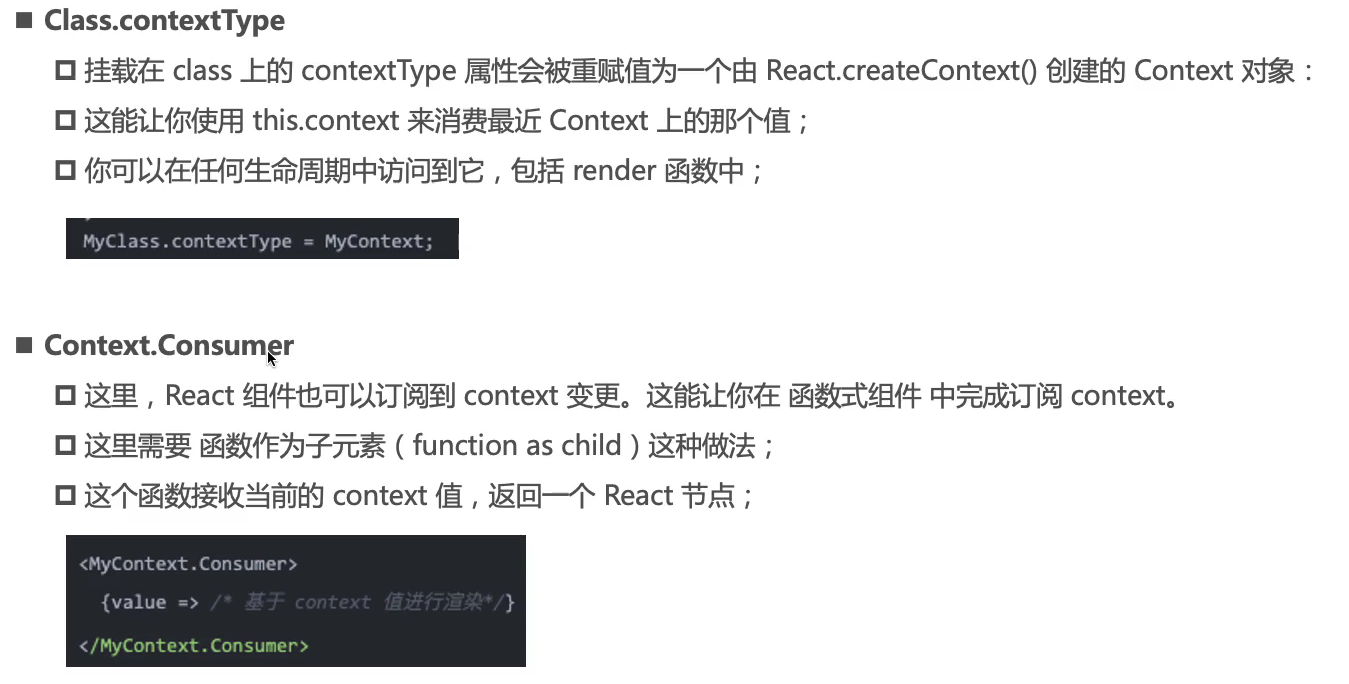 Class.contextType
挂载在 class 上的 contextType 属性会被重赋值为一个由 React.createContext() 创建的 Context 对象：
这能让你使用 this.context 来消费最近 Context 上的那个值；
你可以在任何生命周期中访问到它，包括 render 函数中；
MyClass.contextType = MyContext;
Context.Consumer
这里，React 组件也可以订阅到 context 变更。这能让你在 函数式组件 中完成订阅 context。
这里需要 函数作为子元素（function as child）这种做法；
这个函数接收当前的 context 值，返回一个 React 节点；
<MyContext.Consumer>
{value => /* 基于 context 值进行渲染*/}
</MyContext.Consumer>